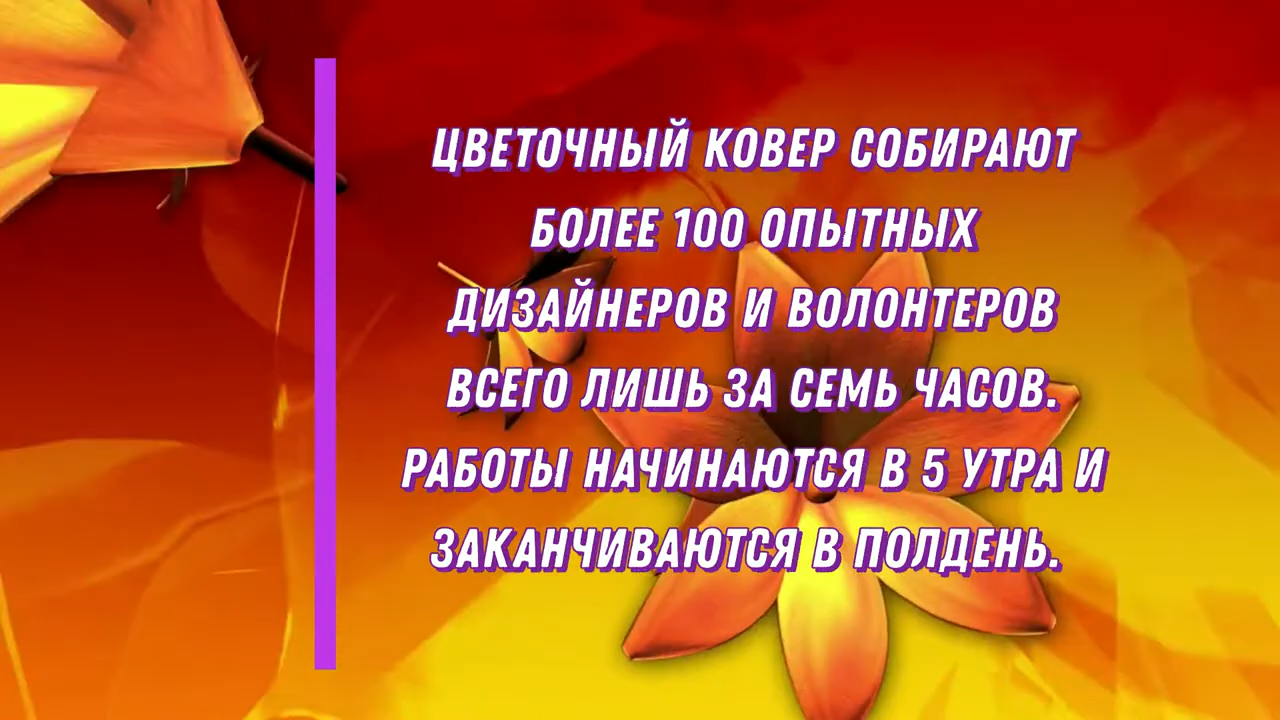 ЦВЕТОЧНЫЙ КОВЕР СОБИРАЮТ
БОЛЕЕ 100 ОПЫТНЫХ
ДИЗАЙНЕРОВ И ВОЛОНТЕРОВ
ВСЕГО ЛИШЬ ЗА СЕМЬ ЧАСОВ.
РАБОТЫ НАЧИНАЮТСЯ В 5 УТРА И
ЗАКАНЧИВАЮТСЯ В ПОЛДЕНЬ.